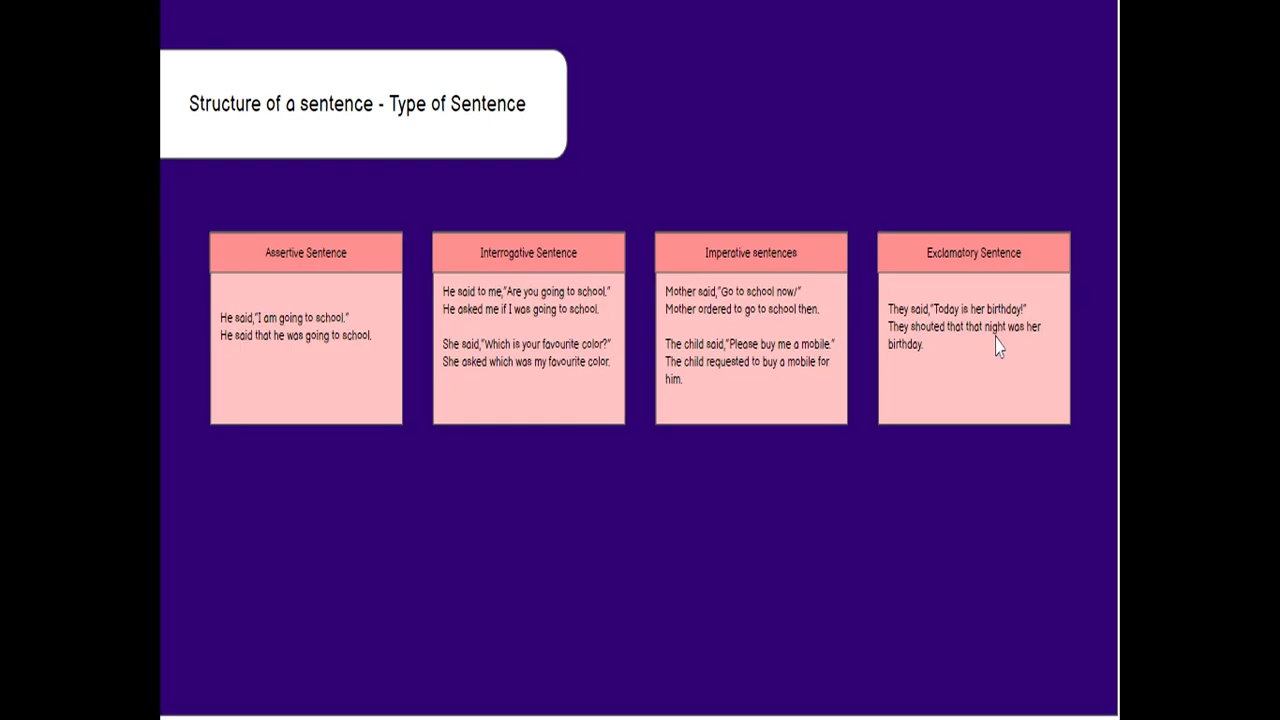 Structure of a sentence - Type of Sentence
Assertive Sentence
He said,"I am going to school."
He said that he was going to school.
Interrogative Sentence
He said to me,"Are you going to school."
He asked me if I was going to school.
She said,"Which is your favourite color?"
She asked which was my favourite color.
Imperative sentences
Mother said,"Go to school now!"
Mother ordered to go to school then.
The child said,"Please buy me a mobile."
The child requested to buy a mobile for
him.
Exclamatory Sentence
They said,"Today is her birthday!"
They shouted that that night was her
birthday.